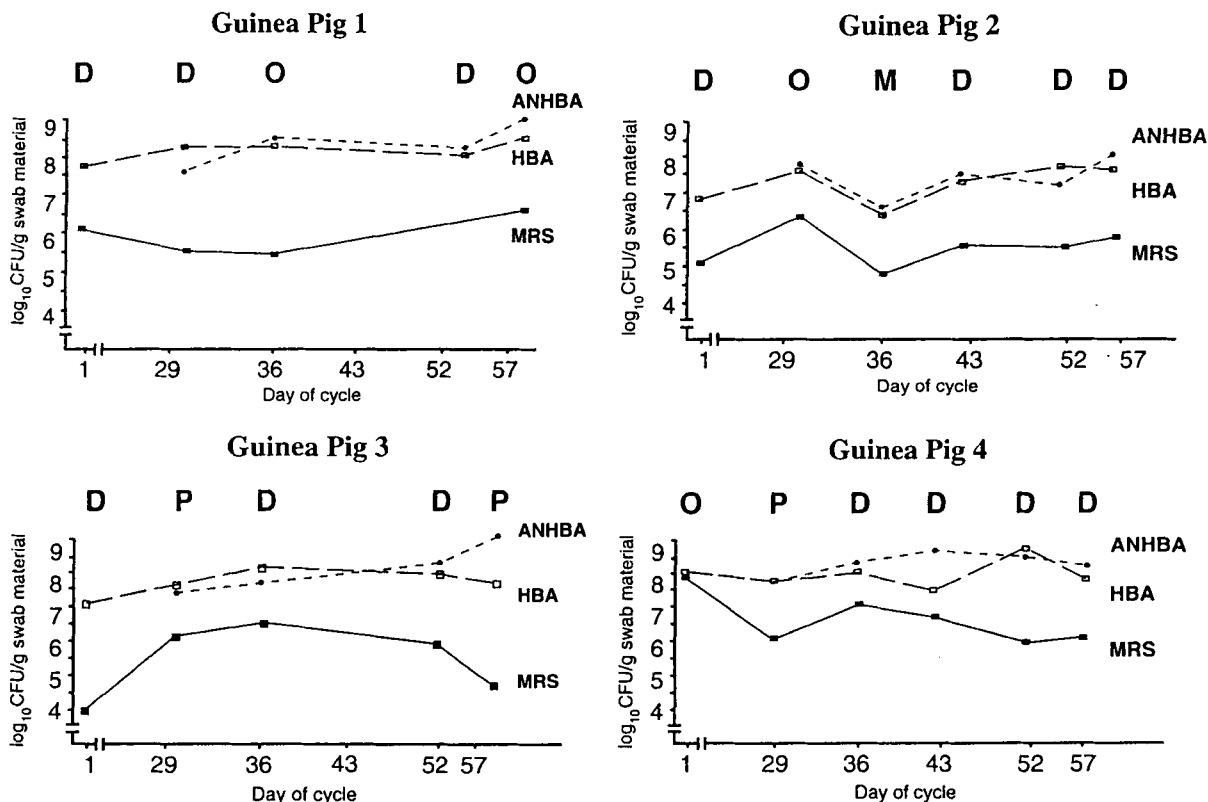 Guinea Pig 1
D D O D O
ANHBA
HBA
MRS
log10CFU/g swab material
9
8
7
6
5
4
1 29 36 43 52 57
Day of cycle
Guinea Pig 2
D O M D D D
ANHBA
HBA
MRS
log10CFU/g swab material
9
8
7
6
5
4
1 29 36 43 52 57
Day of cycle
Guinea Pig 3
D P D D P
ANHBA
HBA
MRS
log10CFU/g swab material
9
8
7
6
5
4
1 29 36 43 52 57
Day of cycle
Guinea Pig 4
O P D D D D
ANHBA
HBA
MRS
log10CFU/g swab material
9
8
7
6
5
4
1 29 36 43 52 57
Day of cycle